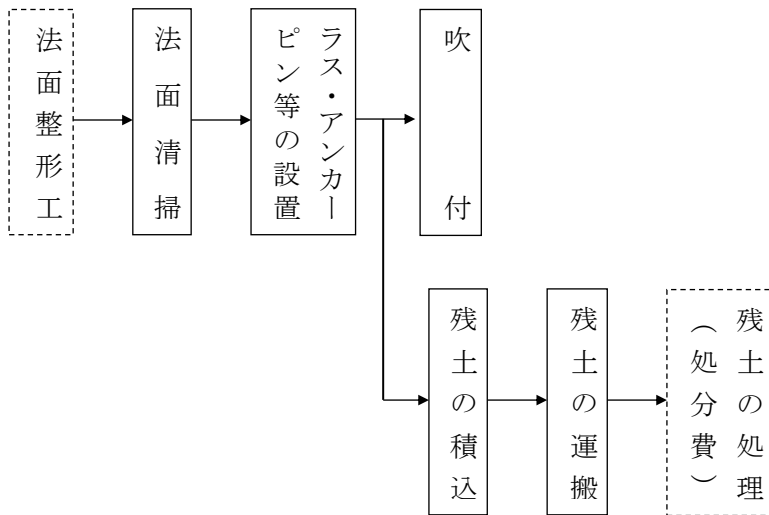 法面整形工
法面清掃
ラス・アンカー
ピン等の設置
吹付
残土の積込
残土の運搬
残土の処理
（処分費）